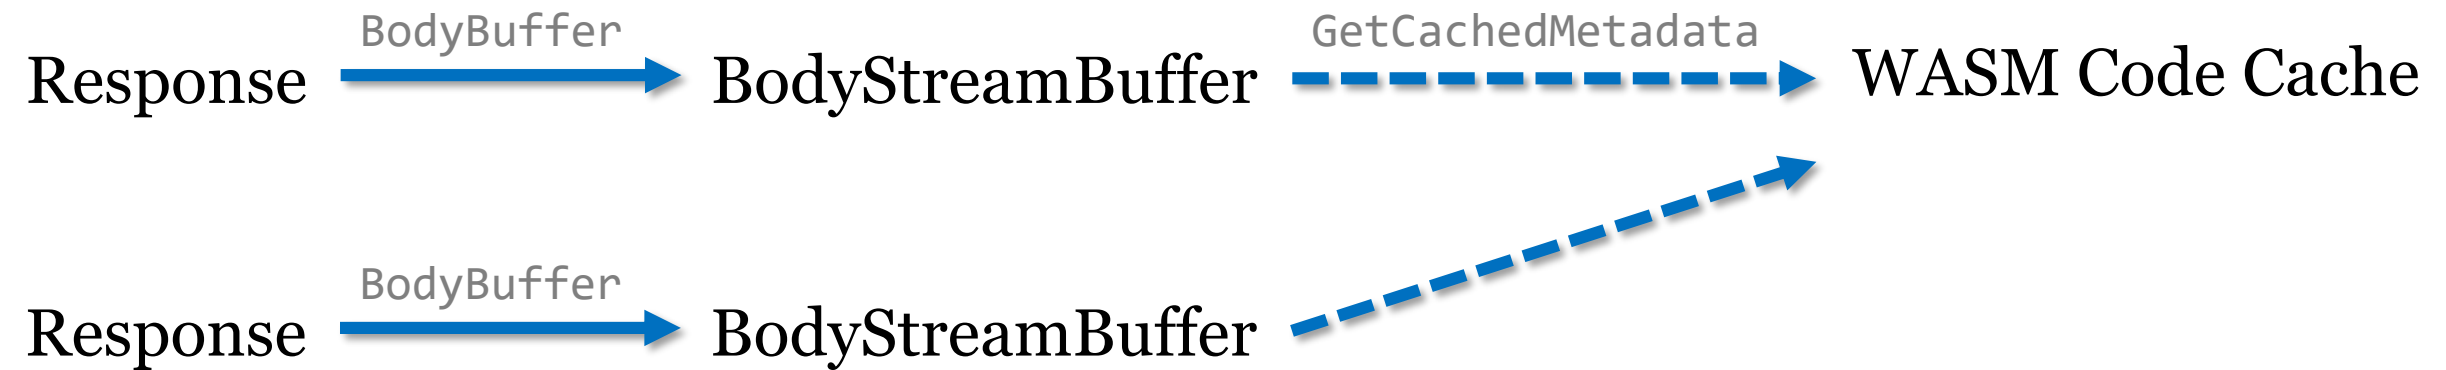 BodyBuffer
GetCachedMetadata
Response
BodyStreamBuffer
WASM Code Cache
BodyBuffer
Response
BodyStreamBuffer